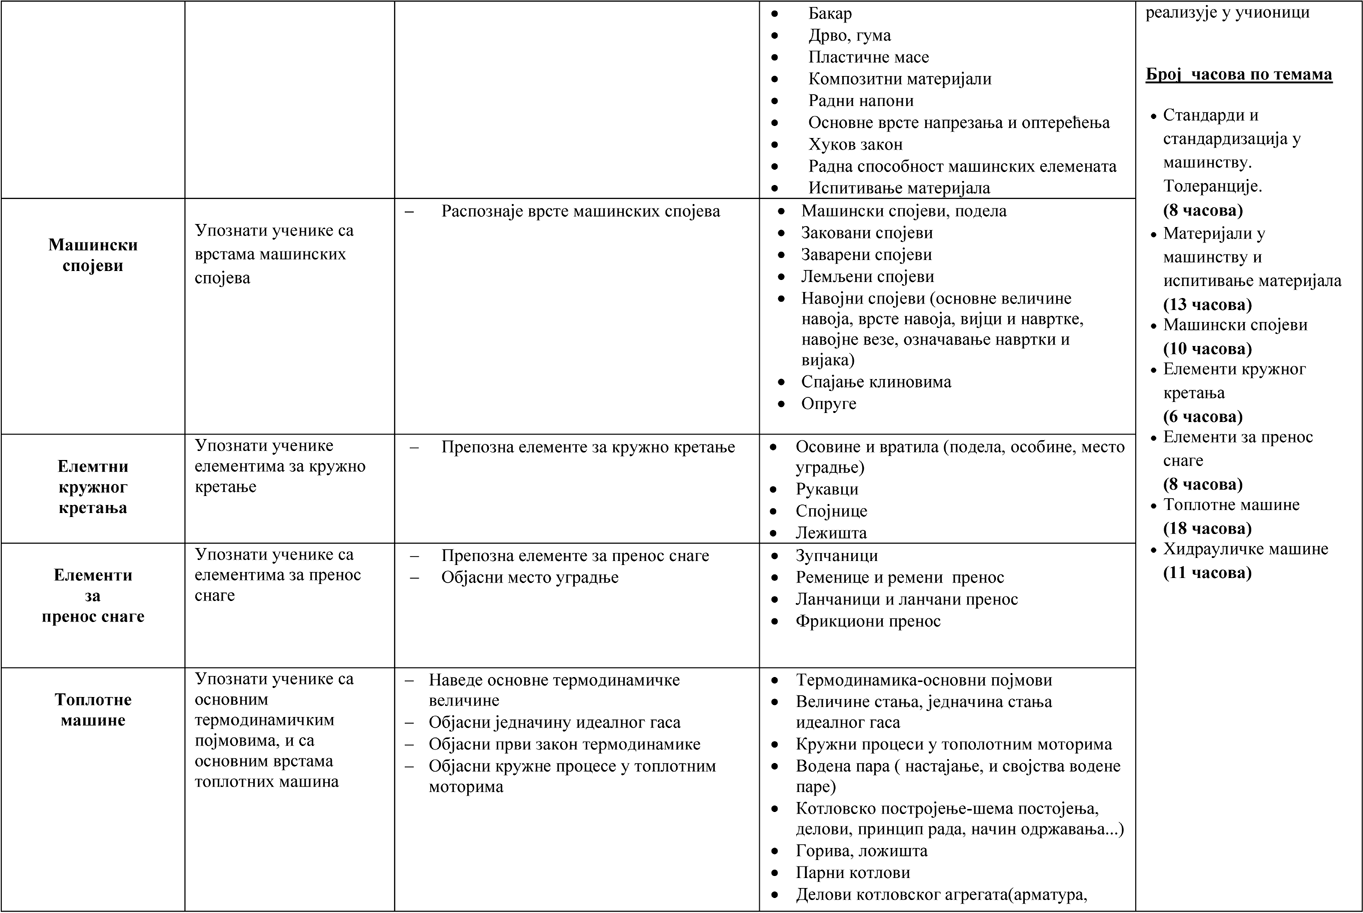 • Бакар
• Дрво, гума
• Пластичне масе
• Композитни материјали
• Радни напони
• Основне врсте напрезања и оптерећења
• Хуков закон
• Радна способност машинских елемената
• Испитивање материјала
Машински
спојеви
Упознати ученике са
врстама машинских
спојева
– Распознаје врсте машинских спојева
• Машински спојеви, подела
• Заковани спојеви
• Заварени спојеви
• Лемљени спојеви
• Навојни спојеви (основне величине
навоја, врсте навоја, вијци и навртке,
навојне везе, означавање навртки и
вијака)
• Спајање клиновима
• Опруге
Елемтни
кружног
кретања
Упознати ученике
елементима за кружно
кретање
– Препозна елементе за кружно кретање
• Осовине и вратила (подела, особине, место
уградње)
• Рукавци
• Спојнице
• Лежишта
Елементи
за
пренос снаге
Упознати ученике са
елементима за пренос
снаге
– Препозна елементе за пренос снаге
– Објасни место уградње
• Зупчаници
• Ременице и ремени пренос
• Ланчаници и ланчани пренос
• Фрикциони пренос
Топлотне
машине
Упознати ученике са
основним
термодинамичким
појмовима, и са
основним врстама
топлотних машина
– Наведе основне термодинамичке
величине
– Објасни једначину идеалног гаса
– Објасни први закон термодинамике
– Објасни кружне процесе у топлотним
моторима
• Термодинамика-основни појмови
• Величине стања, једначина стања
идеалног гаса
• Кружни процеси у тополотним моторима
• Водена пара ( настајање, и својства водене
паре)
• Котловско постројење-шема постојења,
делови, принцип рада, начин одржавања...)
• Горива, ложишта
• Парни котлови
• Делови котловског агрегата(арматура,
реализује у учионици
Број часова по темама
• Стандарди и
стандардизација у
машинству.
Толеранције.
(8 часова)
• Материјали у
машинству и
испитивање материјала
(13 часова)
• Машински спојеви
(10 часова)
• Елементи кружног
кретања
(6 часова)
• Елементи за пренос
снаге
(8 часова)
• Топлотне машине
(18 часова)
• Хидрауличке машине
(11 часова)